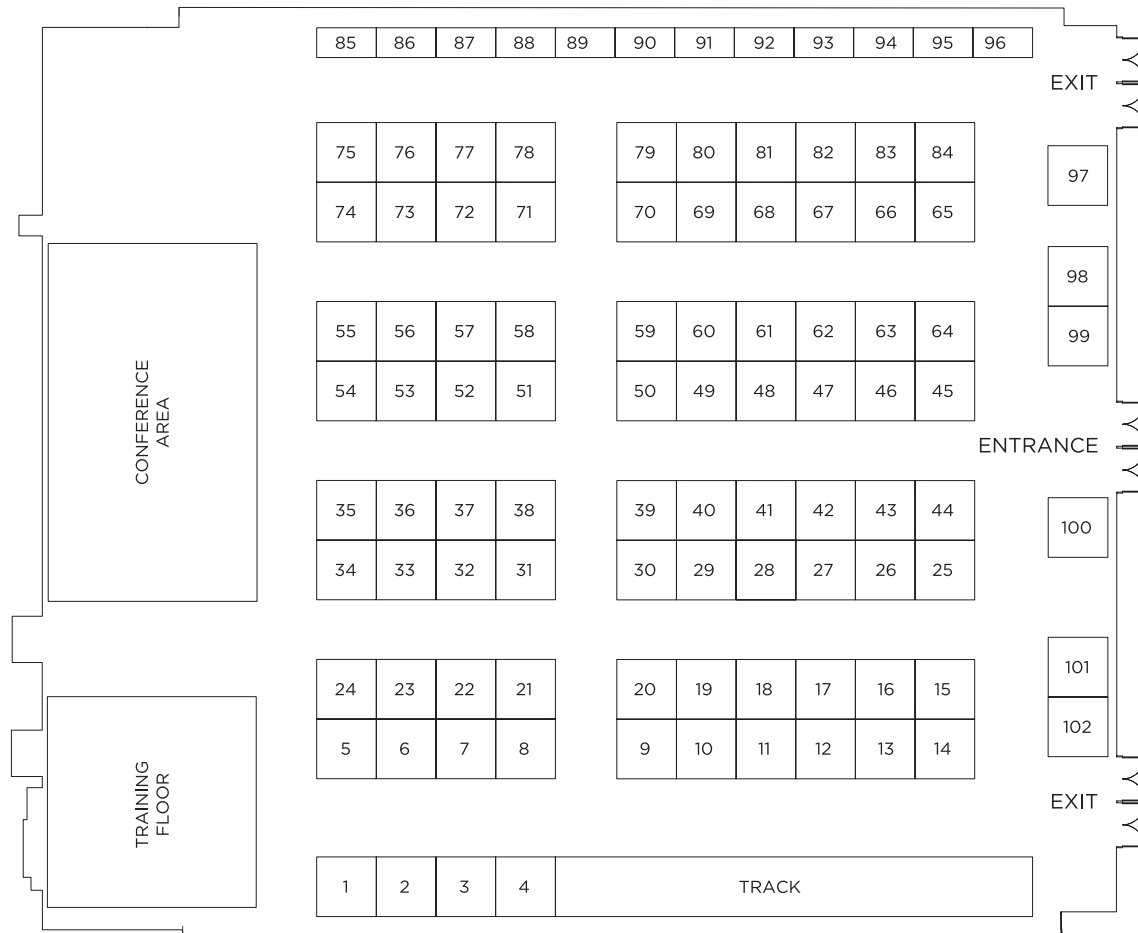 85 86 87 88 89 90 91 92 93 94 95 96
EXIT
75 76 77 78 79 80 81 82 83 84
97
74 73 72 71 70 69 68 67 66 65
98
55 56 57 58 59 60 61 62 63 64
99
54 53 52 51 50 49 48 47 46 45
CONFERENCE
AREA
ENTRANCE
35 36 37 38 39 40 41 42 43 44
100
34 33 32 31 30 29 28 27 26 25
101
24 23 22 21 20 19 18 17 16 15
102
5 6 7 8 9 10 11 12 13 14
TRAINING
FLOOR
EXIT
1 2 3 4 TRACK